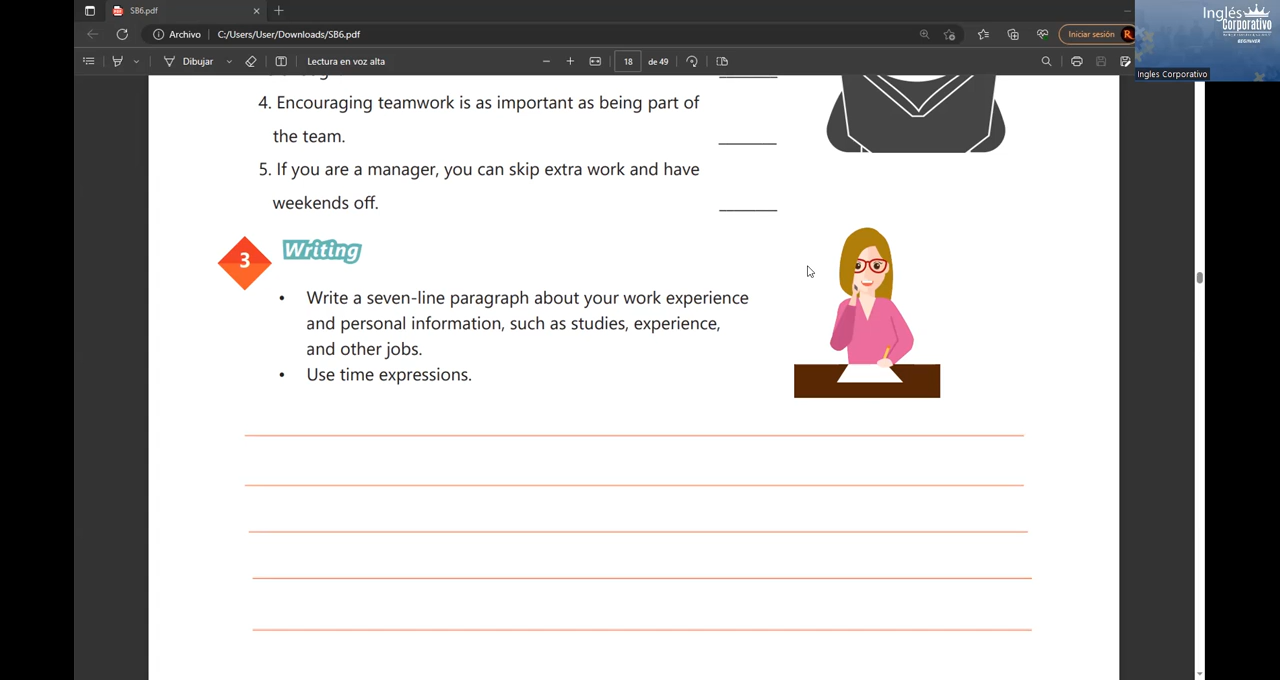 SB6.pdf
Archivo C:/Users/User/Downloads/SB6.pdf
Iniciar sesión R
Inglés
Corporativo
BEGINNER
Ingles Corporativo
Dibujar Lectura en voz alta 18 de 49
4. Encouraging teamwork is as important as being part of
the team.
5. If you are a manager, you can skip extra work and have
weekends off.
3 Writing
• Write a seven-line paragraph about your work experience
and personal information, such as studies, experience,
and other jobs.
• Use time expressions.